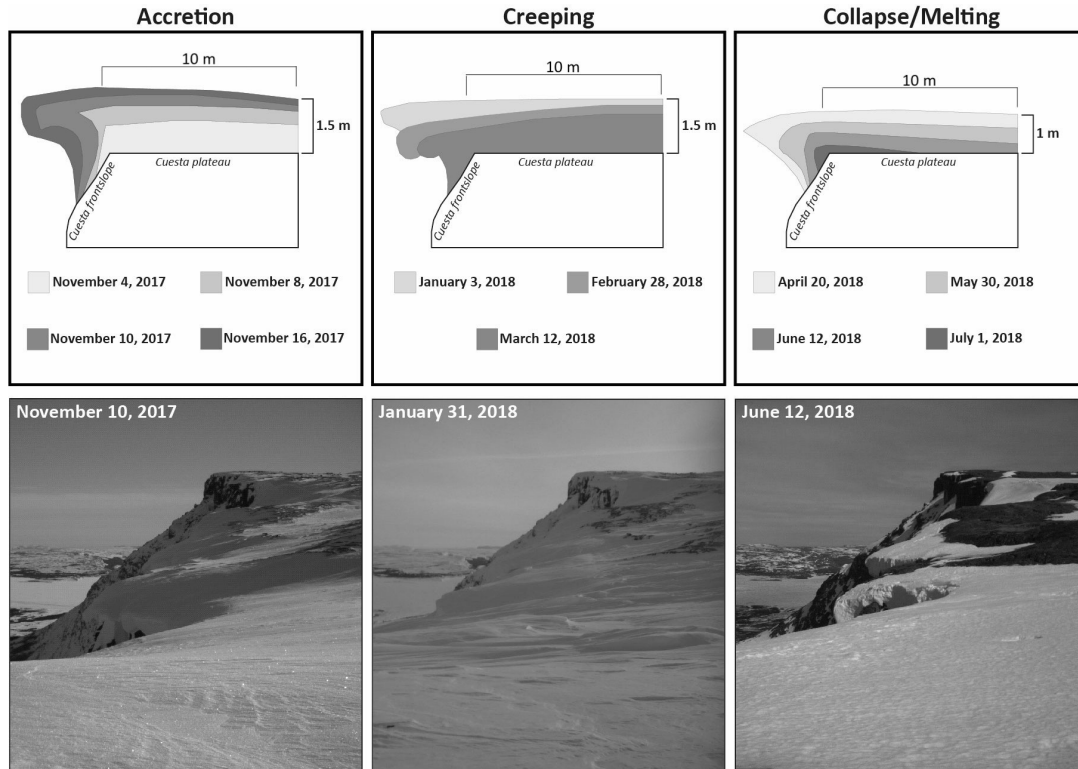 Accretion
Creeping
Collapse/Melting
10 m
1.5 m
Cuesta plateau
Cuesta frontslope
November 4, 2017
November 8, 2017
November 10, 2017
November 16, 2017
10 m
1.5 m
Cuesta plateau
Cuesta frontslope
January 3, 2018
February 28, 2018
March 12, 2018
10 m
1 m
Cuesta plateau
Cuesta frontslope
April 20, 2018
May 30, 2018
June 12, 2018
July 1, 2018
November 10, 2017
January 31, 2018
June 12, 2018